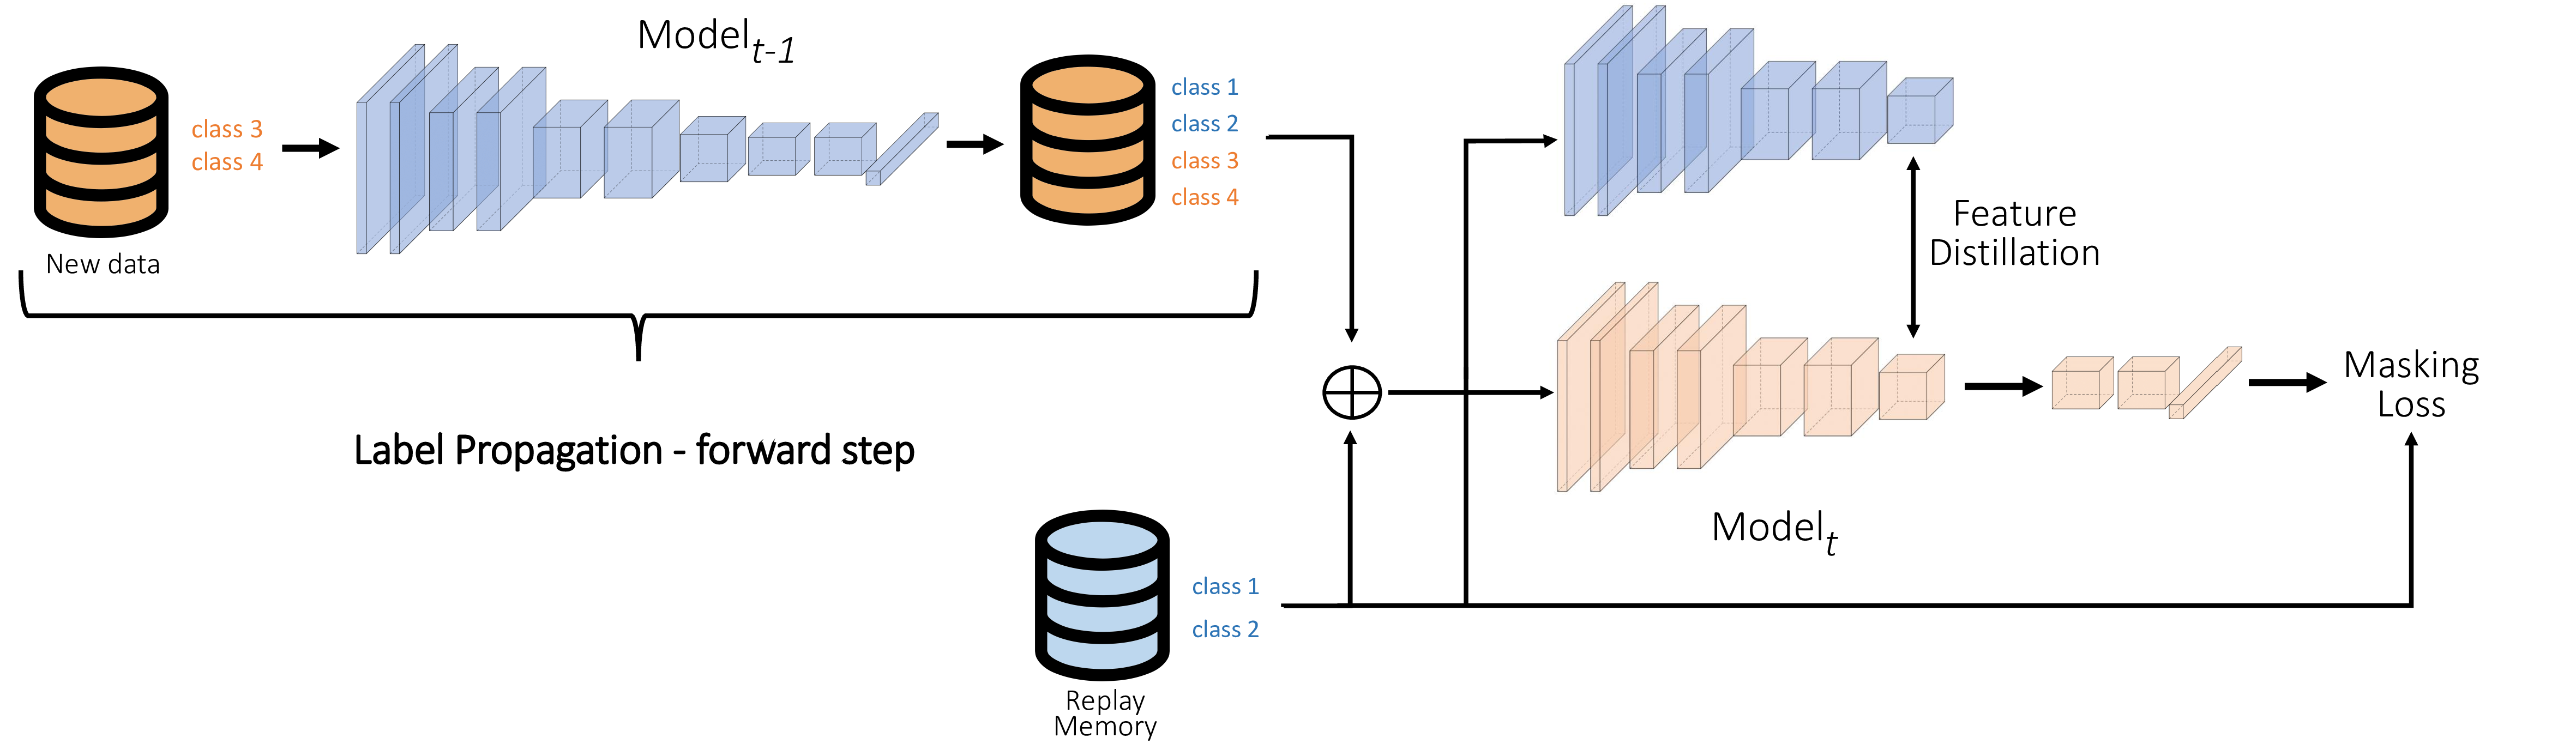 Model t-1
class 3
class 4
New data
class 1
class 2
class 3
class 4
Label Propagation - forward step
class 1
class 2
Replay
Memory
Feature
Distillation
Model t
Masking
Loss